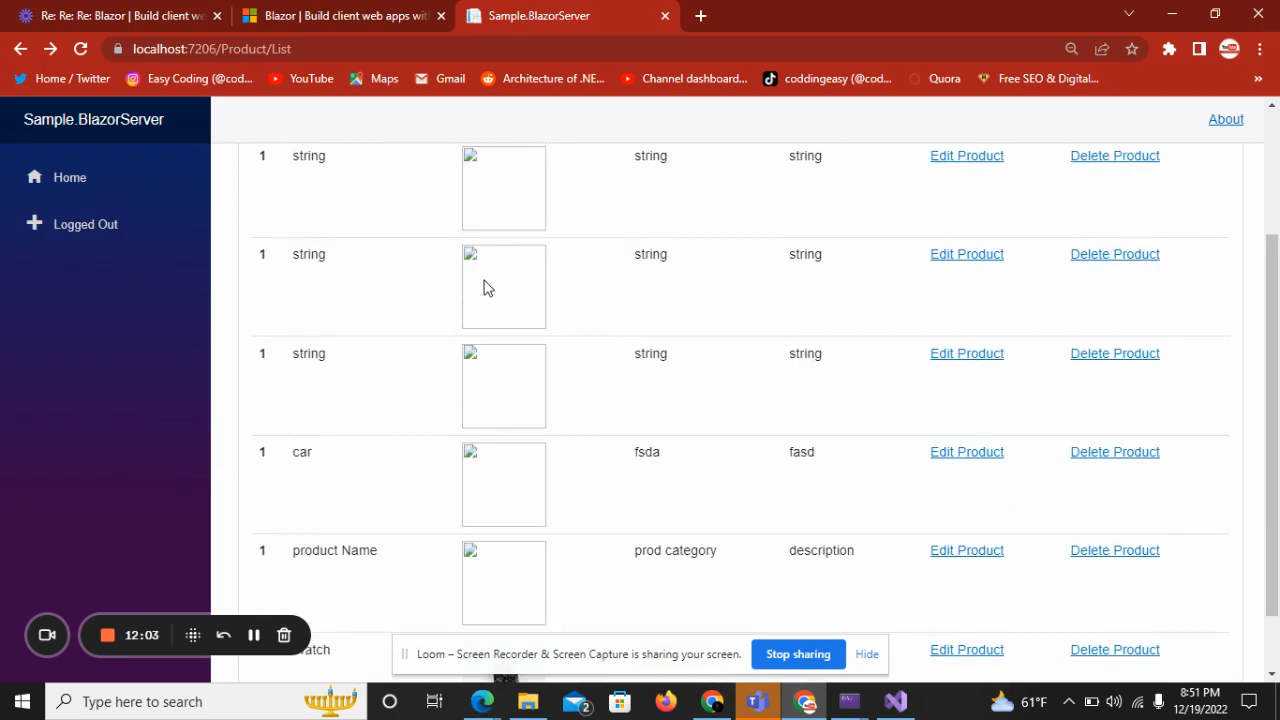 Re: Re: Re: Blazor | Build client we
Blazor | Build client web apps wit
Sample.BlazorServer
localhost:7206/Product/List
Home / Twitter
Easy Coding (@cod...
YouTube
Maps
Gmail
Architecture of .NE...
Channel dashboard...
coddingeasy (@co...
Quora
Free SEO & Digital...
»
Sample.BlazorServer
About
Home
Logged Out
1 string string string Edit Product Delete Product
1 string string string Edit Product Delete Product
1 string string string Edit Product Delete Product
1 car fsda fasd Edit Product Delete Product
1 product Name prod category description Edit Product Delete Product
Edit Product Delete Product
12:03
Loom – Screen Recorder & Screen Capture is sharing your screen.
Stop sharing
Hide
Type here to search
2
61°F
8:51 PM
12/19/2022